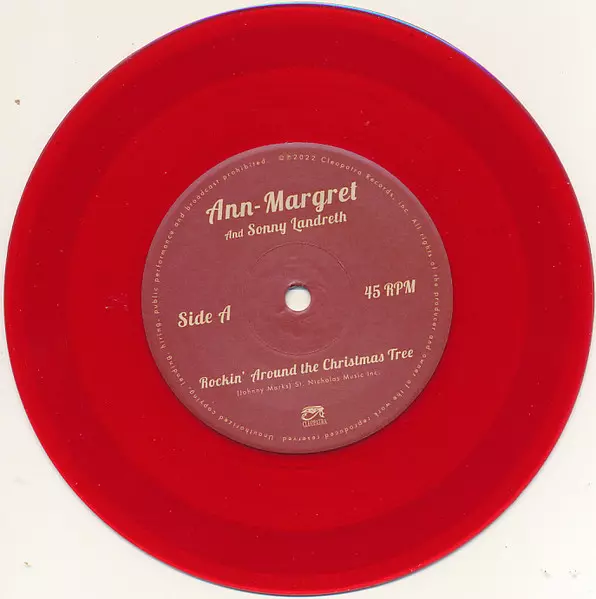 ℗©2022 Cleopatra Records, Inc. All rights of the producer and owner of the work reproduced reserved. Unauthorized copying, lending, hiring, public performance and broadcast prohibited.
Ann-Margret
And Sonny Landreth
Side A
45 RPM
Rockin' Around the Christmas Tree
(Johnny Marks) St. Nicholas Music Inc.
CLEOPATRA